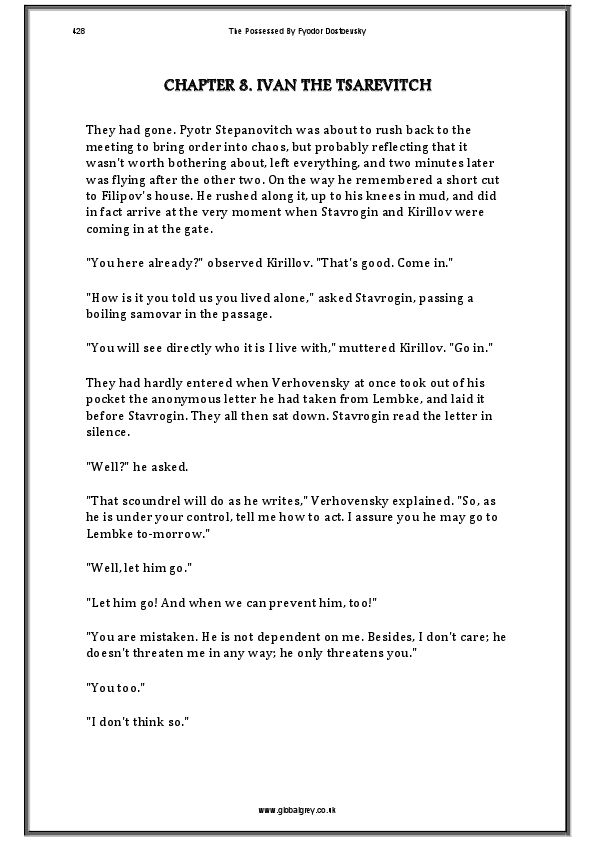 428
The Possessed By Fyodor Dostoevsky
CHAPTER 8. IVAN THE TSAREVITCH
They had gone. Pyotr Stepanovitch was about to rush back to the
meeting to bring order into chaos, but probably reflecting that it
wasn't worth bothering about, left everything, and two minutes later
was flying after the other two. On the way he remembered a short cut
to Filipov's house. He rushed along it, up to his knees in mud, and did
in fact arrive at the very moment when Stavrogin and Kirillov were
coming in at the gate.
"You here already?" observed Kirillov. "That's good. Come in."
"How is it you told us you lived alone," asked Stavrogin, passing a
boiling samovar in the passage.
"You will see directly who it is I live with," muttered Kirillov. "Go in."
They had hardly entered when Verhovensky at once took out of his
pocket the anonymous letter he had taken from Lembke, and laid it
before Stavrogin. They all then sat down. Stavrogin read the letter in
silence.
"Well?" he asked.
"That scoundrel will do as he writes," Verhovensky explained. "So, as
he is under your control, tell me how to act. I assure you he may go to
Lembke to-morrow."
"Well, let him go."
"Let him go! And when we can prevent him, too!"
"You are mistaken. He is not dependent on me. Besides, I don't care; he
doesn't threaten me in any way; he only threatens you."
"You too."
"I don't think so."
www.globalgrey.co.uk